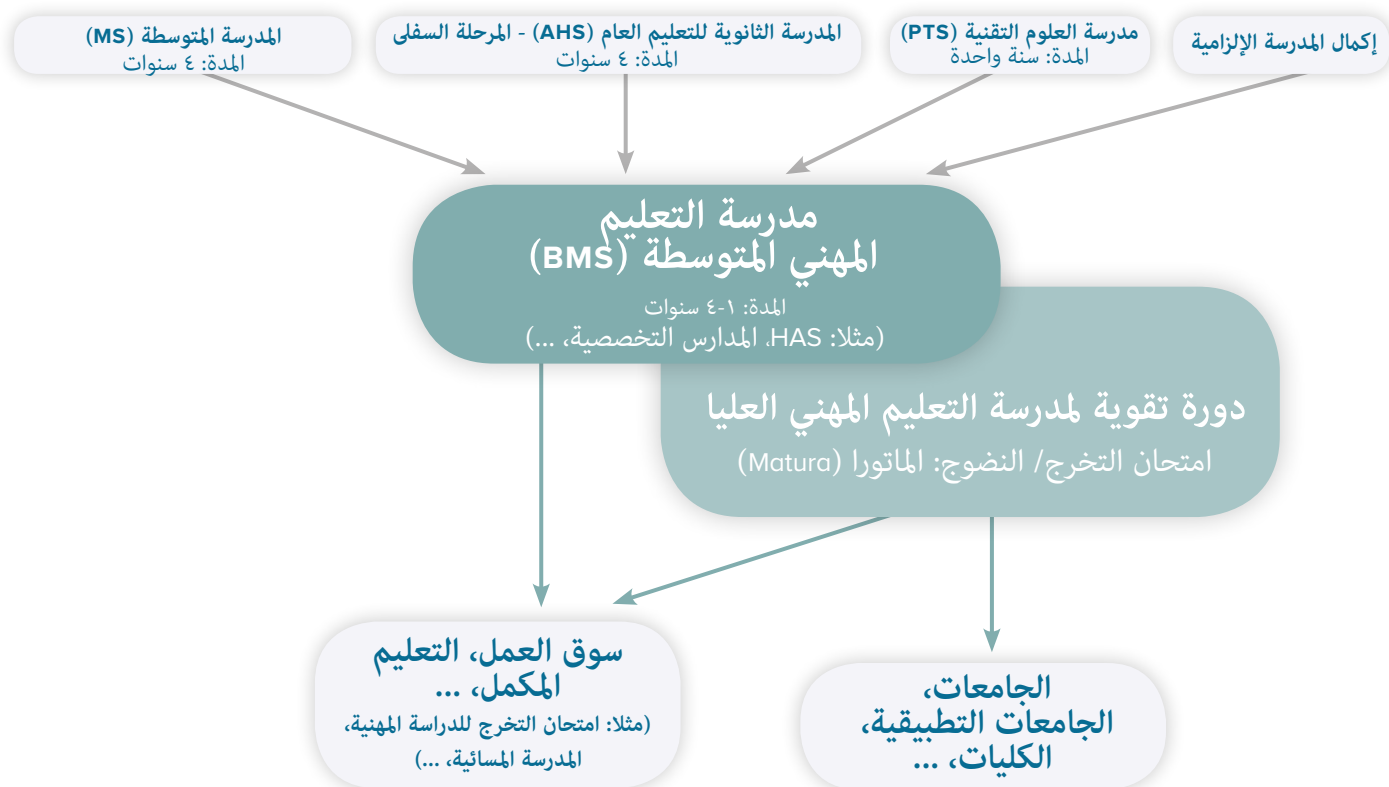 إكمال المدرسة الإلزامية
مدرسة العلوم التقنية (PTS)
المدة: سنة واحدة
المدرسة الثانوية للتعليم العام (AHS) - المرحلة السفلى
المدة: ٤ سنوات
المدرسة المتوسطة (MS)
المدة: ٤ سنوات
مدرسة التعليم
المهني المتوسطة (BMS)
المدة: ١-٤ سنوات
(مثلا: HAS، المدارس التخصصية، ...)
دورة تقوية لمدرسة التعليم المهني العليا
امتحان التخرج/ النضوج: الماتورا (Matura)
سوق العمل، التعليم
المكمل، ...
(مثلا: امتحان التخرج للدراسة المهنية،
المدرسة المسائية، ...)
الجامعات،
الجامعات التطبيقية،
الكليات، ...